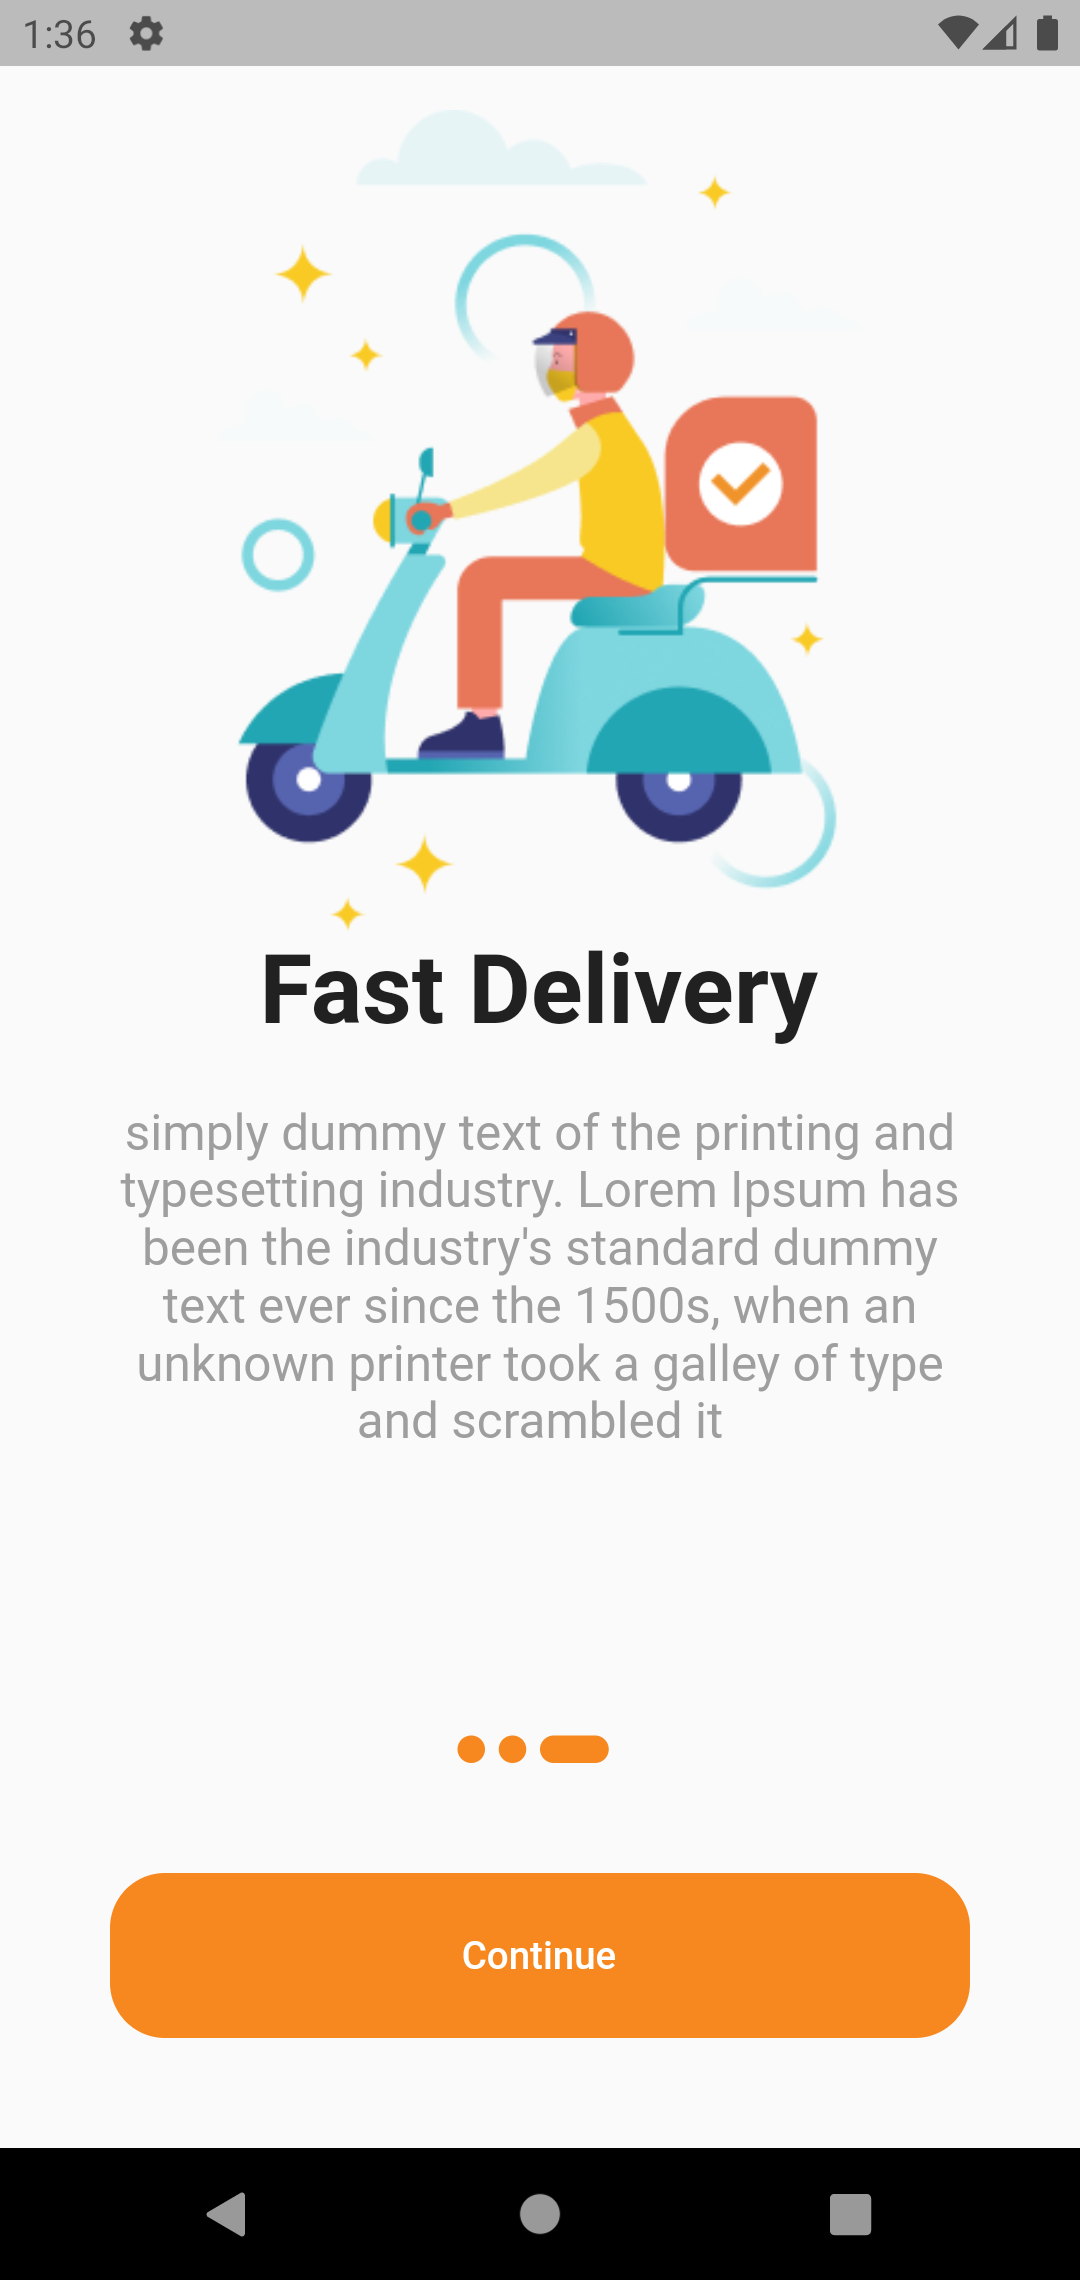 1:36
Fast Delivery
simply dummy text of the printing and
typesetting industry. Lorem Ipsum has
been the industry's standard dummy
text ever since the 1500s, when an
unknown printer took a galley of type
and scrambled it
Continue